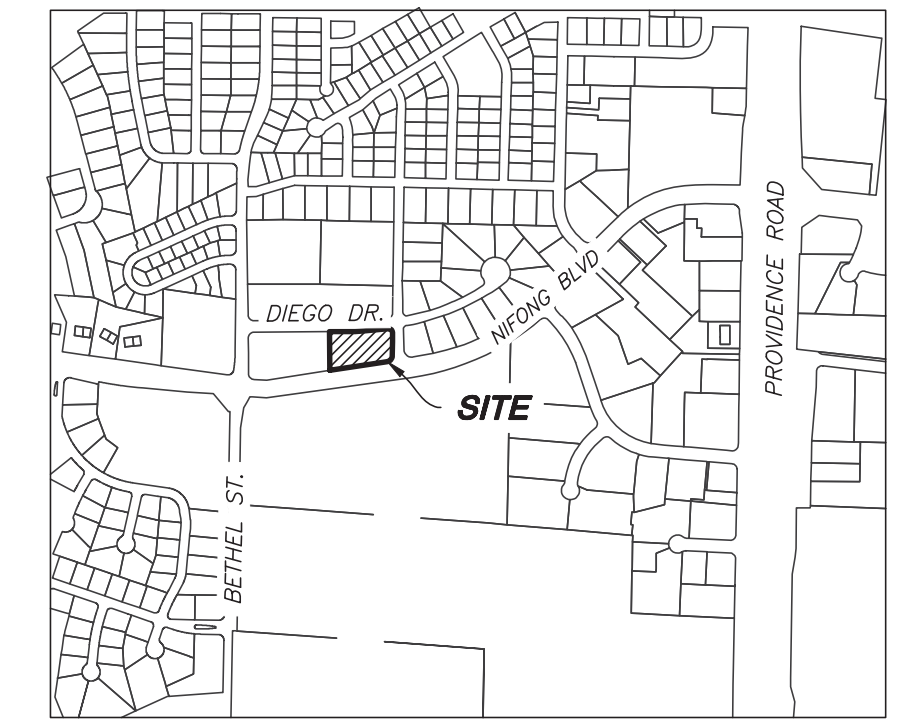 PROVIDENCE ROAD
NIFONG BLVD
DIEGO DR.
SITE
BETHEL ST.